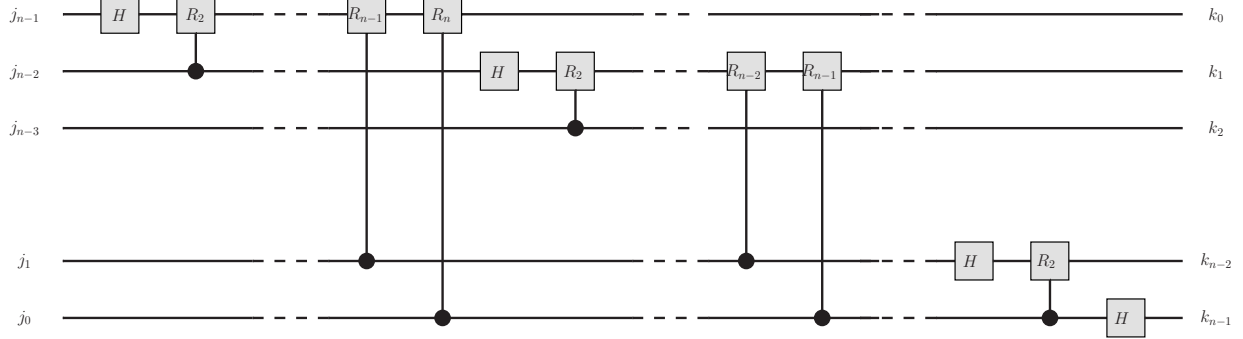 j_{n-1} H R_2 R_{n-1} R_n k_0
j_{n-2} H R_2 R_{n-2} R_{n-1} k_1
j_{n-3} k_2
j_1 H R_2 k_{n-2}
j_0 H k_{n-1}